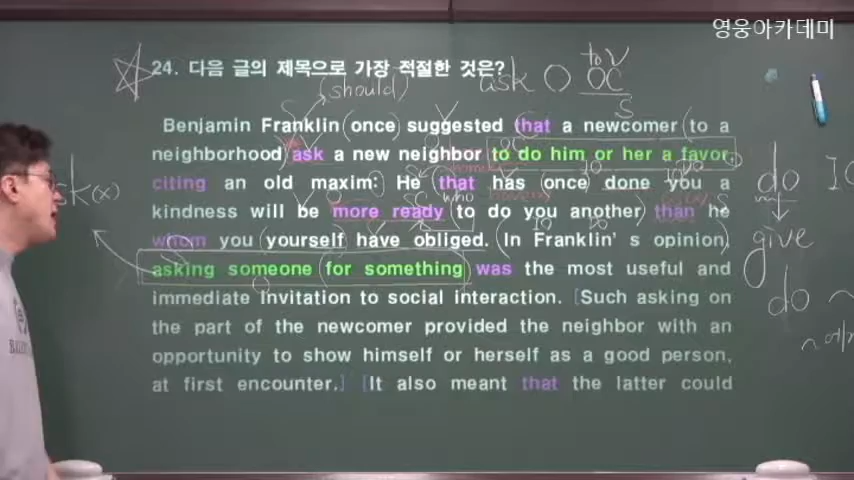 영웅아카데미
24. 다음 글의 제목으로 가장 적절한 것은?
(should)
ask O OC
to V
S
Benjamin Franklin (once) suggested that a newcomer (to a
neighborhood ask a new neighbor to do him or her a favor,
citing an old maxim: He that has (once done you a
who
kindness will be more ready to do you another) than he
whom you (yourself have obliged. (In Franklin's opinion)
asking someone (for something) was the most useful and
immediate invitation to social interaction. [Such asking on
the part of the newcomer provided the neighbor with an
opportunity to show himself or herself as a good person,
at first encounter.] [It also meant that the latter could
do IO
give
do ~